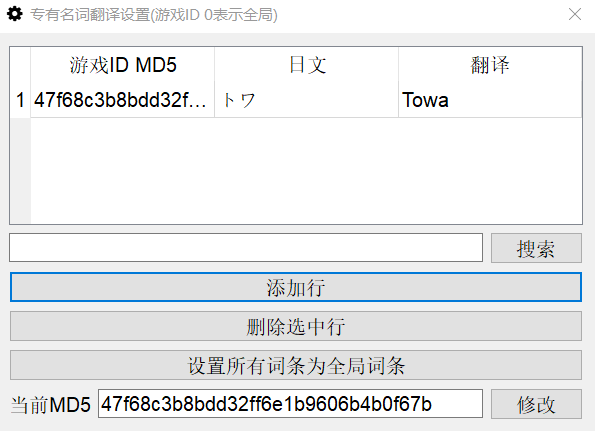 专有名词翻译设置(游戏ID 0表示全局)
游戏ID MD5 日文 翻译
1 47f68c3b8bdd32f... トワ Towa
搜索
添加行
删除选中行
设置所有词条为全局词条
当前MD5 47f68c3b8bdd32ff6e1b9606b4b0f67b 修改